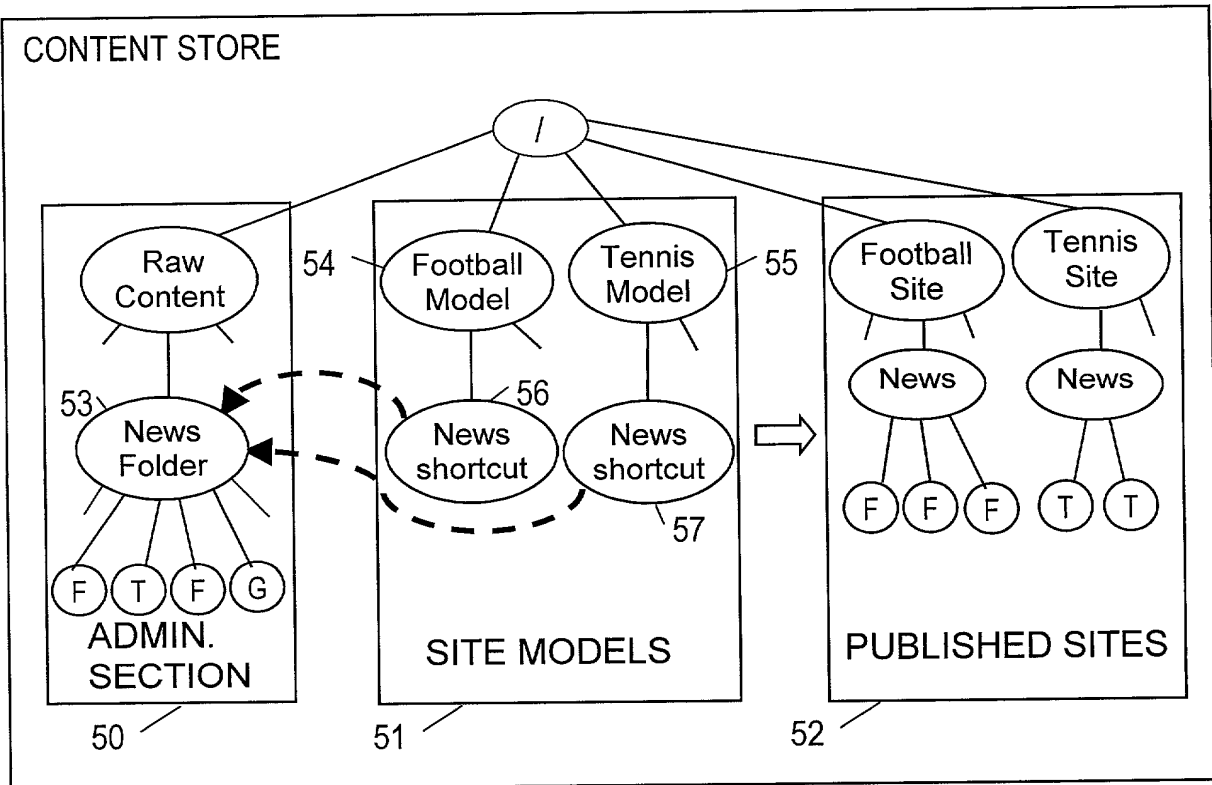 CONTENT STORE
/
Raw
Content
54
Football
Model
Tennis
Model
55
Football
Site
Tennis
Site
53
News
Folder
56
News
shortcut
News
shortcut
57
News
News
F
F
F
T
T
F
T
F
G
ADMIN.
SECTION
SITE MODELS
PUBLISHED SITES
50
51
52